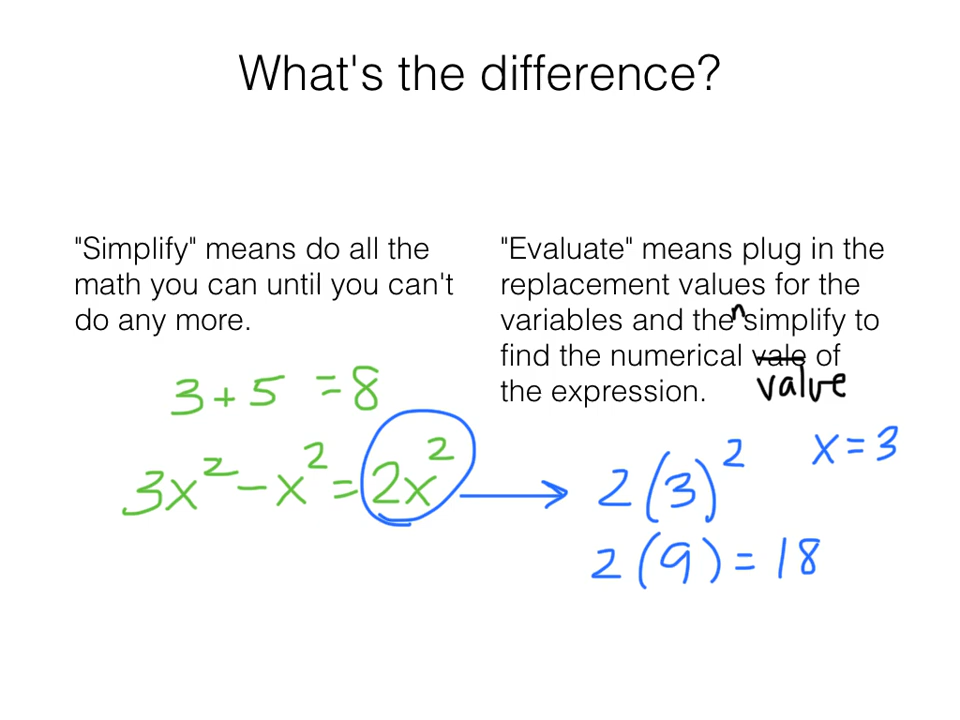 What's the difference?
"Simplify" means do all the
math you can until you can't
do any more.
3 + 5 = 8
3x² - x² = 2x²
"Evaluate" means plug in the
replacement values for the
variables and then simplify to
find the numerical vale of
value
the expression.
x = 3
2(3)²
2(9) = 18